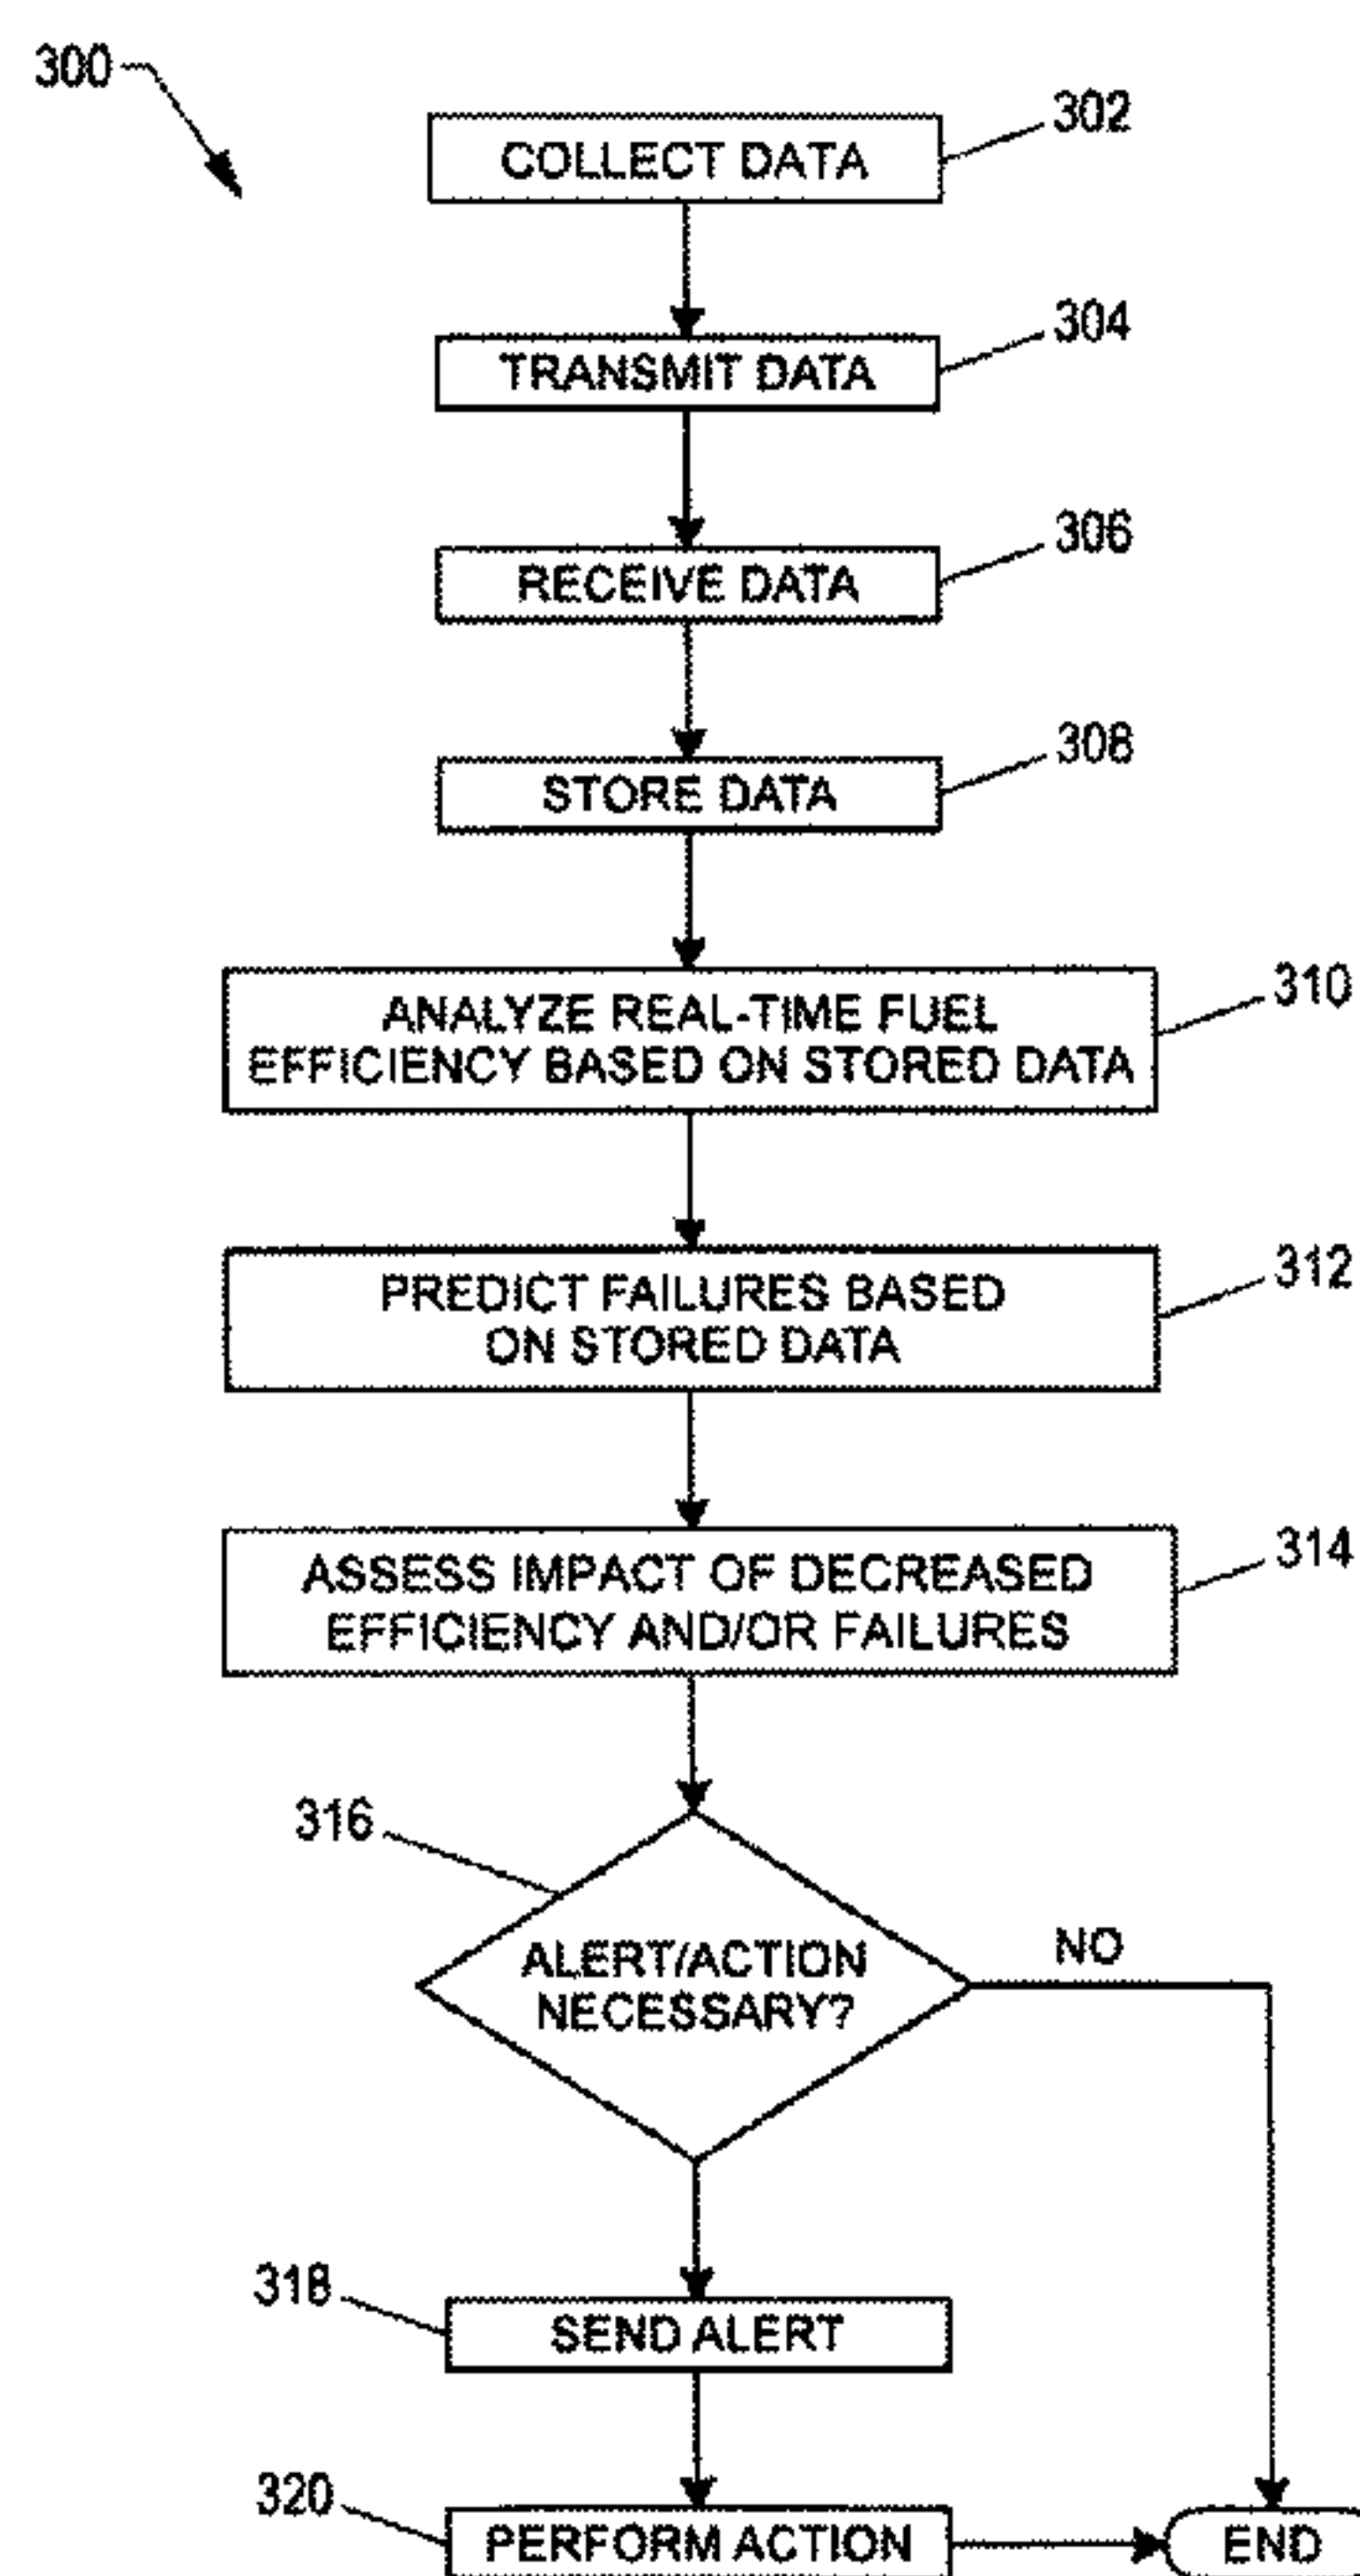 300
302
COLLECT DATA
304
TRANSMIT DATA
306
RECEIVE DATA
308
STORE DATA
310
ANALYZE REAL-TIME FUEL
EFFICIENCY BASED ON STORED DATA
312
PREDICT FAILURES BASED
ON STORED DATA
314
ASSESS IMPACT OF DECREASED
EFFICIENCY AND/OR FAILURES
316
ALERT/ACTION
NECESSARY?
NO
318
SEND ALERT
320
PERFORM ACTION
END